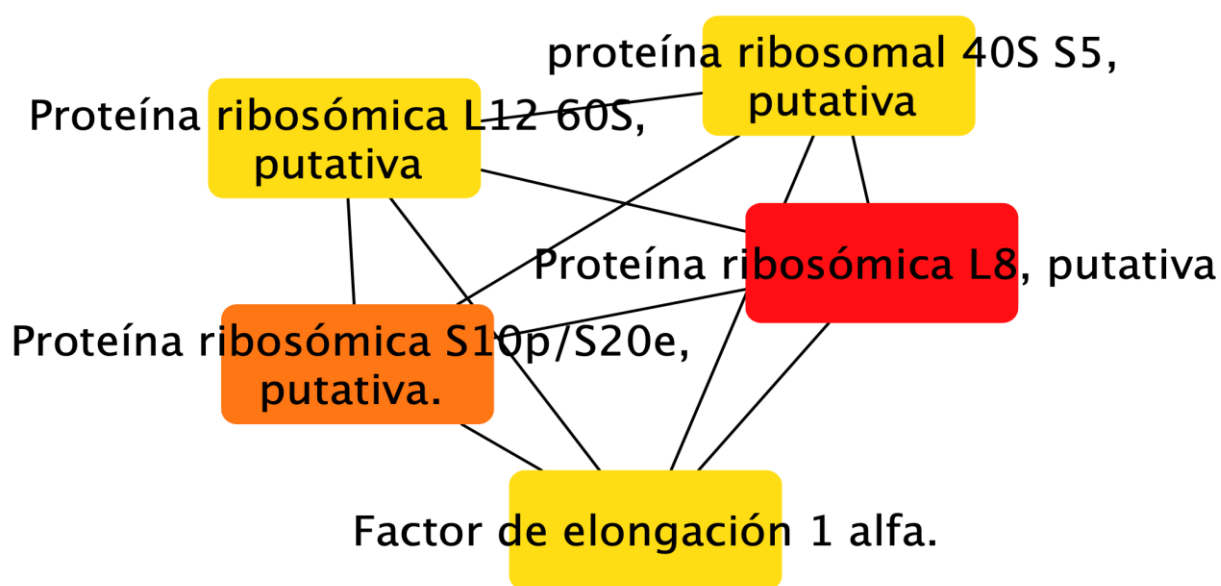 proteína ribosomal 40S S5,
putativa
Proteína ribosómica L12 60S,
putativa
Proteína ribosómica L8, putativa
Proteína ribosómica S10p/S20e,
putativa.
Factor de elongación 1 alfa.